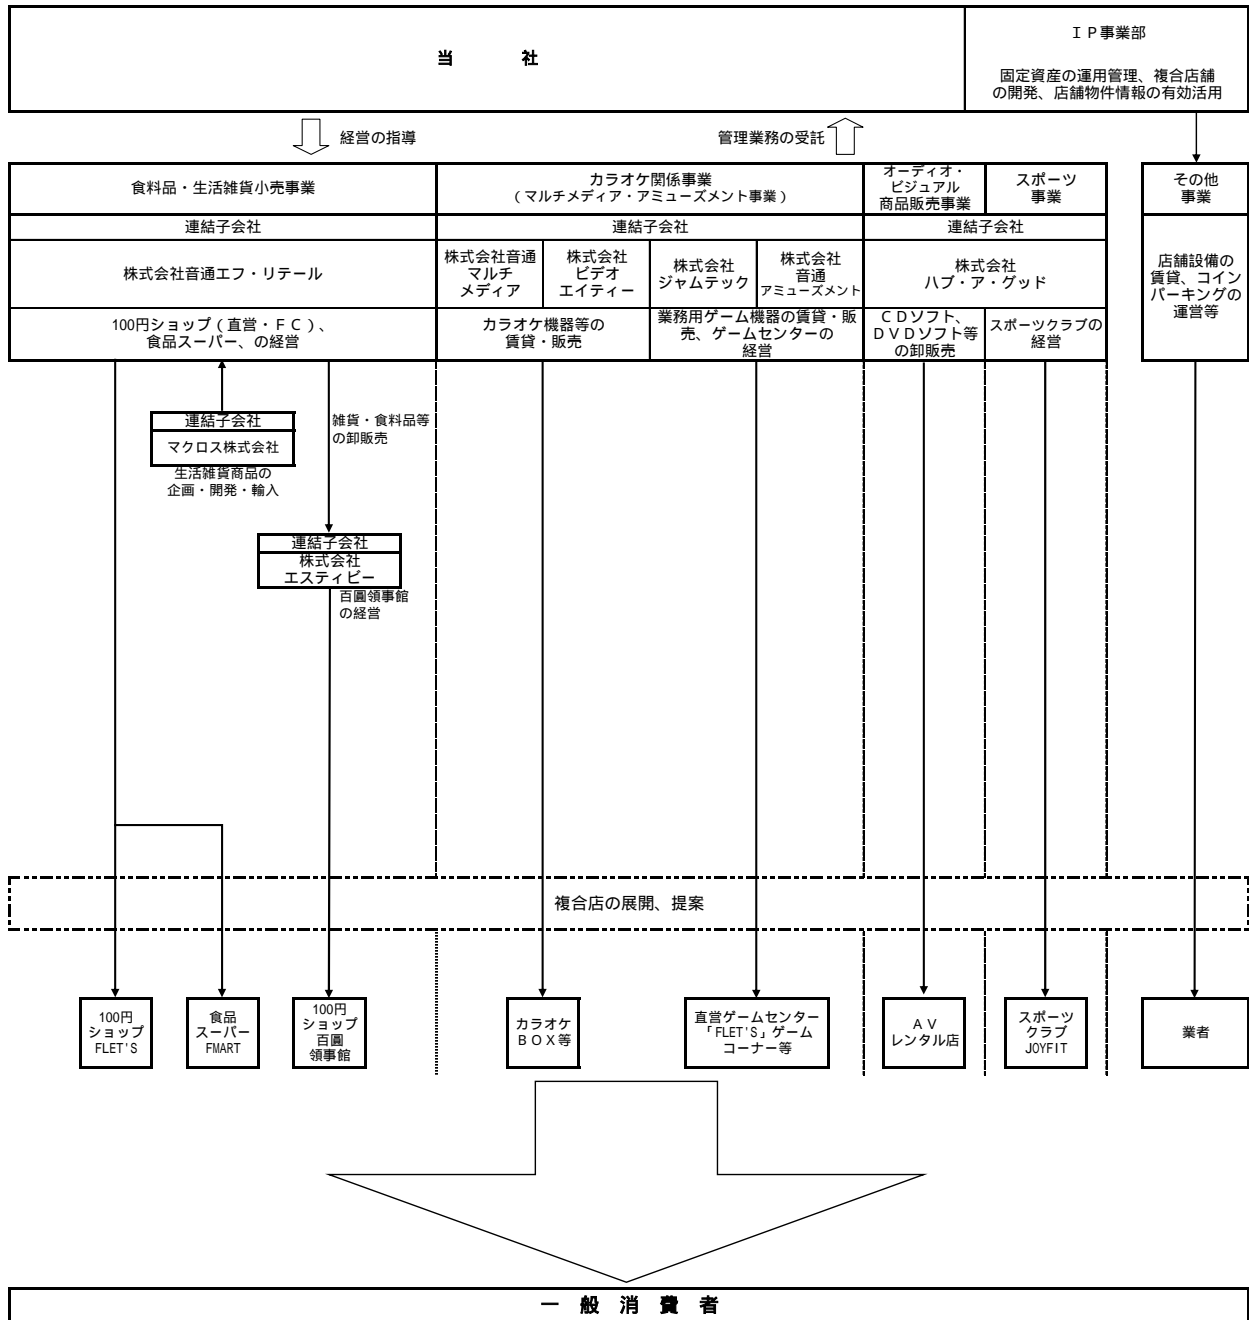 当　　　社
ＩＰ事業部
固定資産の運用管理、複合店舗
の開発、店舗物件情報の有効活用
経営の指導
管理業務の受託
食料品・生活雑貨小売事業
カラオケ関係事業
（マルチメディア・アミューズメント事業）
オーディオ・
ビジュアル
商品販売事業
スポーツ
事業
その他
事業
連結子会社
連結子会社
連結子会社
株式会社音通エフ・リテール
株式会社音通
マルチ
メディア
株式会社
ビデオ
エイティー
株式会社
ジャムテック
株式会社
音通
アミューズメント
株式会社
ハブ・ア・グッド
店舗設備の
賃貸、コイン
パーキングの
運営等
100円ショップ（直営・ＦＣ）、
食品スーパー、の経営
カラオケ機器等の
賃貸・販売
業務用ゲーム機器の賃貸・販
売、ゲームセンターの
経営
ＣＤソフト、
ＤＶＤソフト等
の卸販売
スポーツクラブの
経営
連結子会社
マクロス株式会社
生活雑貨商品の
企画・開発・輸入
雑貨・食料品等
の卸販売
連結子会社
株式会社
エスティビー
百圓領事館
の経営
複合店の展開、提案
100円
ショップ
FLET'S
食品
スーパー
FMART
100円
ショップ
百圓
領事館
カラオケ
ＢＯＸ等
直営ゲームセンター
「FLET'S」ゲーム
コーナー等
ＡＶ
レンタル店
スポーツ
クラブ
JOYFIT
業者
一　般　消　費　者